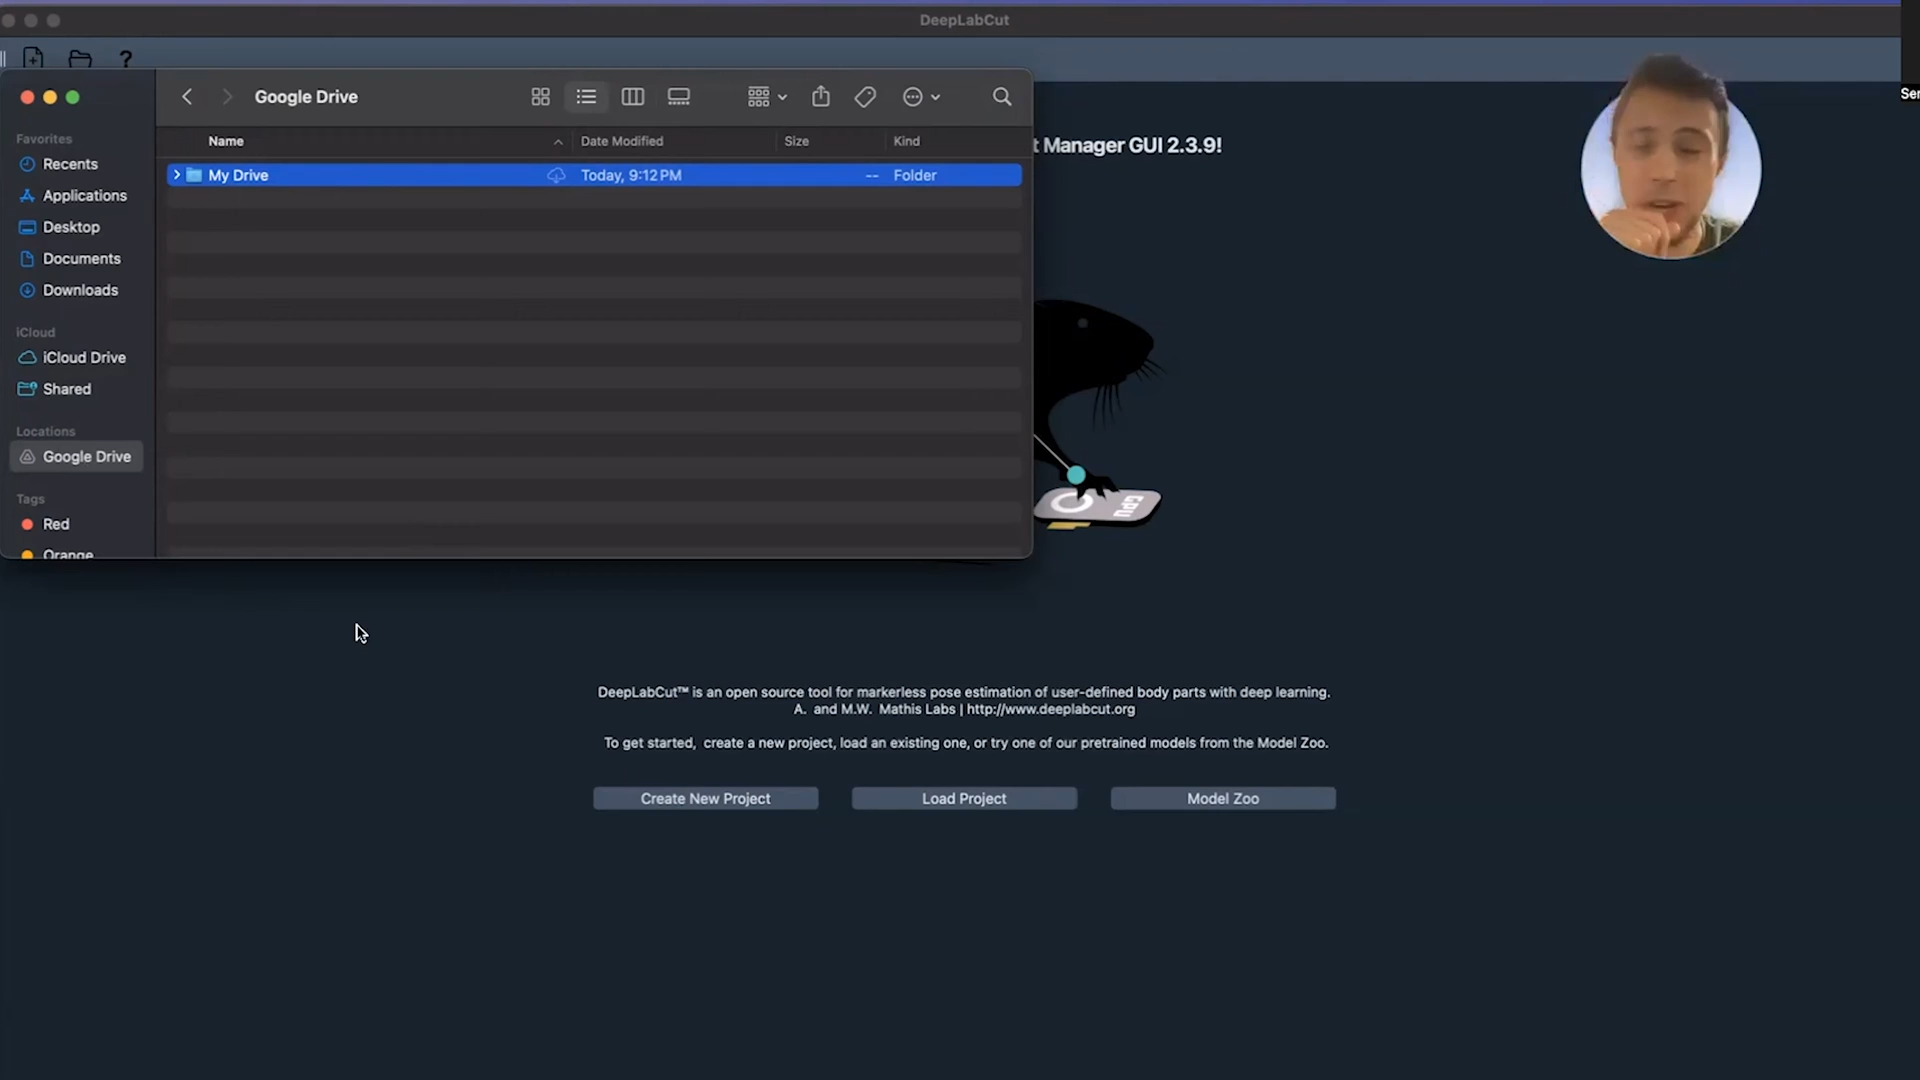 DeepLabCut
?
Google Drive
Name
Date Modified
Size
Kind
My Drive
Today, 9:12 PM
--
Folder
Favorites
Recents
Applications
Desktop
Documents
Downloads
iCloud
iCloud Drive
Shared
Locations
Google Drive
Tags
Red
Orange
t Manager GUI 2.3.9!
Ser
GPU
DeepLabCut™ is an open source tool for markerless pose estimation of user-defined body parts with deep learning.
A. and M.W. Mathis Labs | http://www.deeplabcut.org
To get started, create a new project, load an existing one, or try one of our pretrained models from the Model Zoo.
Create New Project
Load Project
Model Zoo